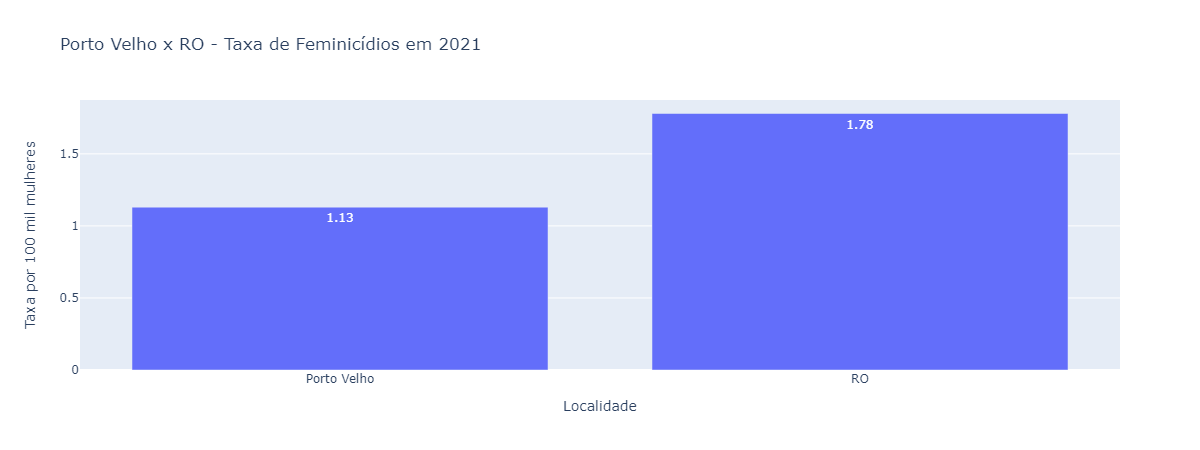 Porto Velho x RO - Taxa de Feminicídios em 2021
Taxa por 100 mil mulheres
1.5
1
0.5
0
1.13
1.78
Porto Velho
RO
Localidade